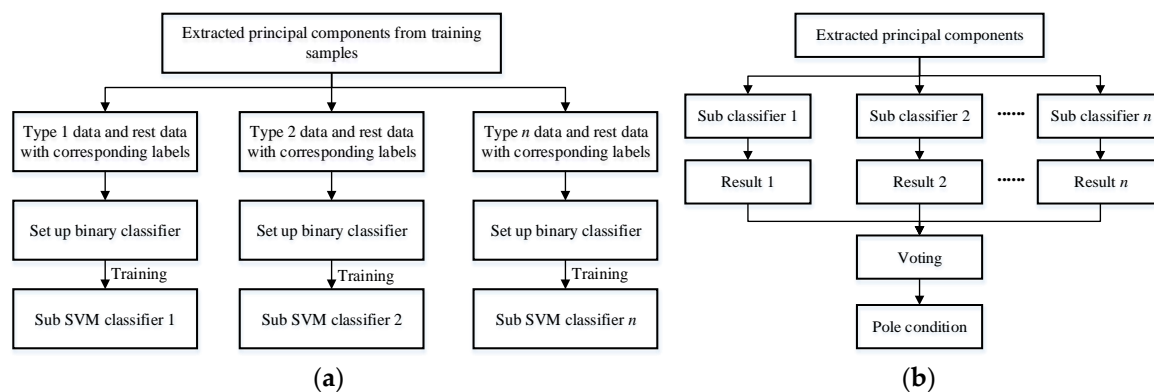 Extracted principal components from training
samples
Type 1 data and rest data
with corresponding labels
Type 2 data and rest data
with corresponding labels
Type n data and rest data
with corresponding labels
Set up binary classifier
Set up binary classifier
Set up binary classifier
Training
Training
Training
Sub SVM classifier 1
Sub SVM classifier 2
Sub SVM classifier n
(a)
Extracted principal components
Sub classifier 1
Sub classifier 2
......
Sub classifier n
Result 1
Result 2
......
Result n
Voting
Pole condition
(b)